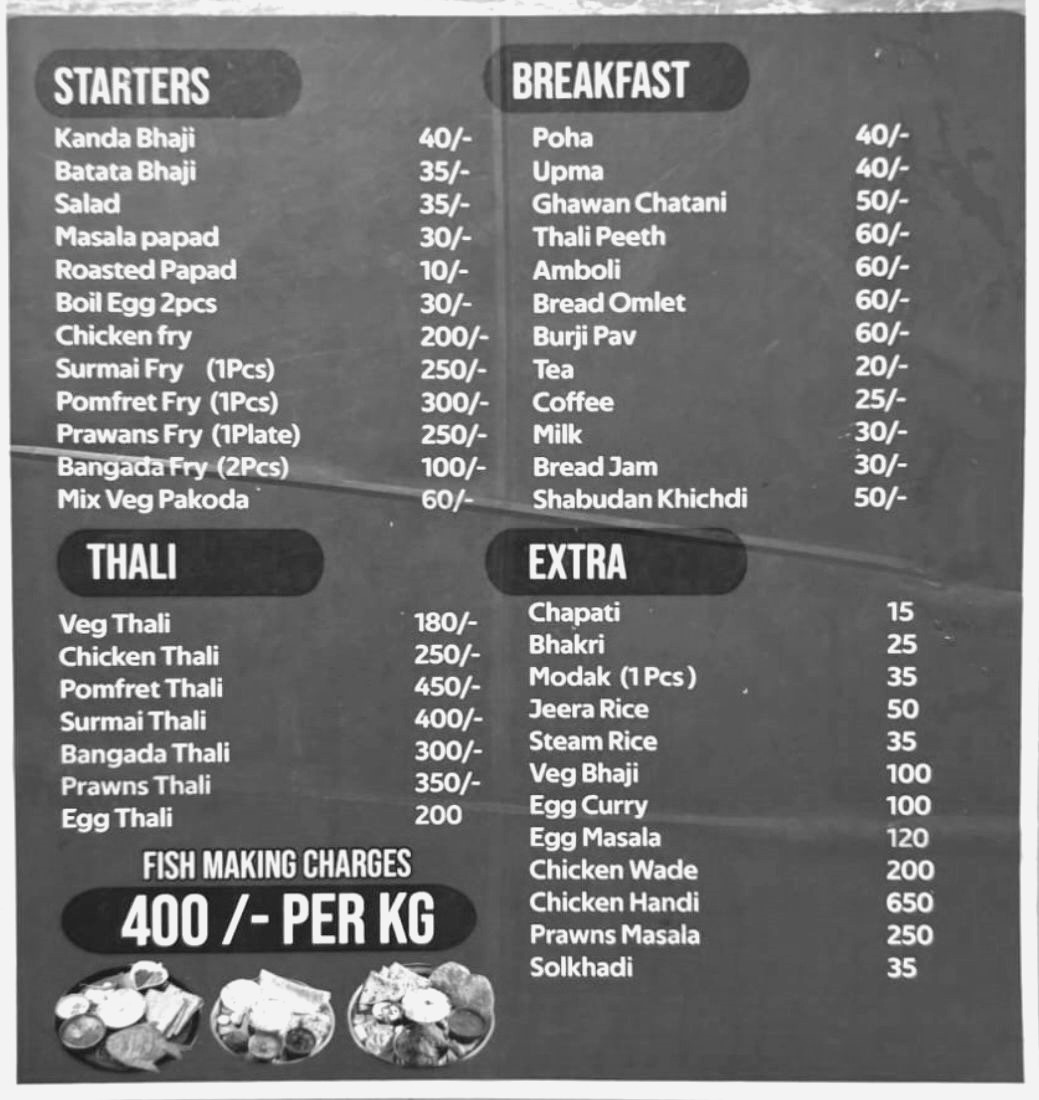 STARTERS
Kanda Bhaji 40/-
Batata Bhaji 35/-
Salad 35/-
Masala papad 30/-
Roasted Papad 10/-
Boil Egg 2pcs 30/-
Chicken fry 200/-
Surmai Fry (1Pcs) 250/-
Pomfret Fry (1Pcs) 300/-
Prawans Fry (1Plate) 250/-
Bangada Fry (2Pcs) 100/-
Mix Veg Pakoda 60/-
BREAKFAST
Poha 40/-
Upma 40/-
Ghawan Chatani 50/-
Thali Peeth 60/-
Amboli 60/-
Bread Omlet 60/-
Burji Pav 60/-
Tea 20/-
Coffee 25/-
Milk 30/-
Bread Jam 30/-
Shabudan Khichdi 50/-
THALI
Veg Thali 180/-
Chicken Thali 250/-
Pomfret Thali 450/-
Surmai Thali 400/-
Bangada Thali 300/-
Prawns Thali 350/-
Egg Thali 200
FISH MAKING CHARGES
400 /- PER KG
EXTRA
Chapati 15
Bhakri 25
Modak (1 Pcs) 35
Jeera Rice 50
Steam Rice 35
Veg Bhaji 100
Egg Curry 100
Egg Masala 120
Chicken Wade 200
Chicken Handi 650
Prawns Masala 250
Solkhadi 35